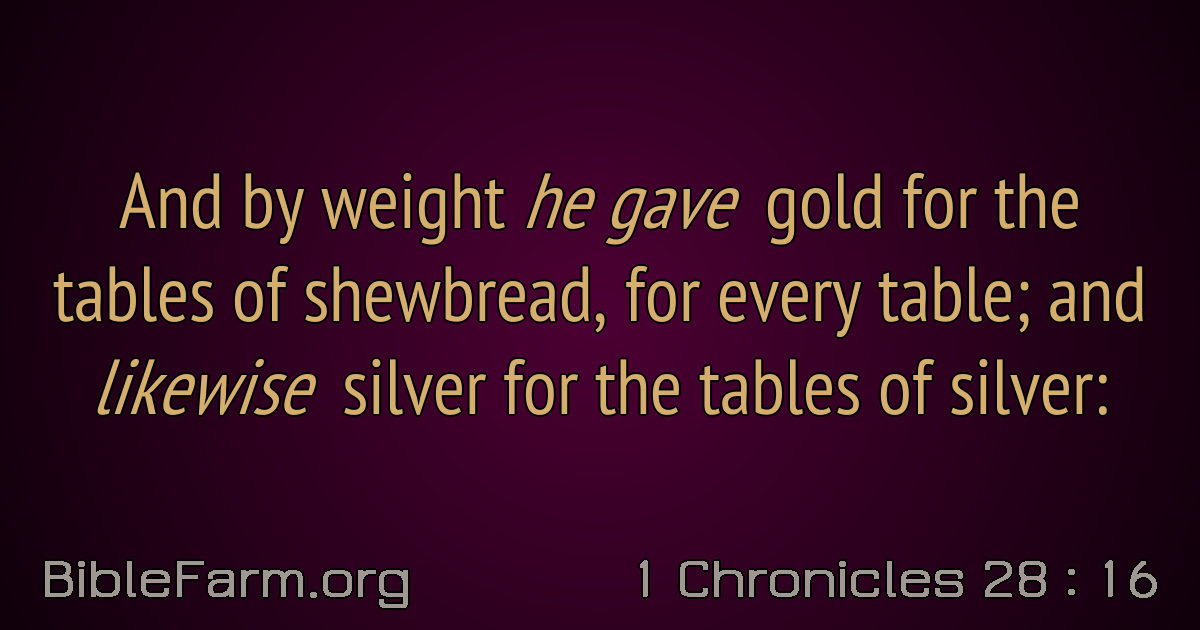 And by weight he gave gold for the
tables of shewbread, for every table; and
likewise silver for the tables of silver:
BibleFarm.org
1 Chronicles 28 : 16